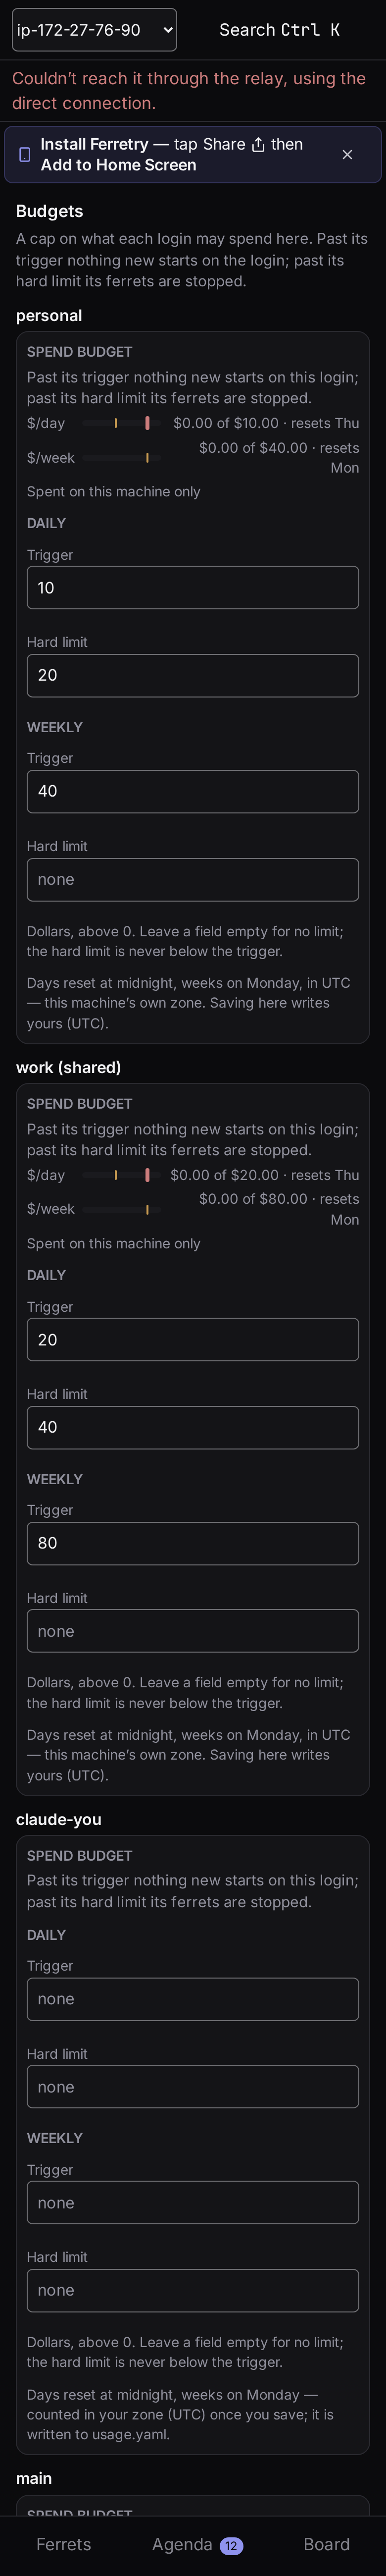 ip-172-27-76-90
Search Ctrl K
Couldn’t reach it through the relay, using the
direct connection.
Install Ferretry — tap Share then
Add to Home Screen
Budgets
A cap on what each login may spend here. Past its
trigger nothing new starts on the login; past its
hard limit its ferrets are stopped.
personal
SPEND BUDGET
Past its trigger nothing new starts on this login;
past its hard limit its ferrets are stopped.
$/day $0.00 of $10.00 · resets Thu
$/week $0.00 of $40.00 · resets
Mon
Spent on this machine only
DAILY
Trigger
10
Hard limit
20
WEEKLY
Trigger
40
Hard limit
none
Dollars, above 0. Leave a field empty for no limit;
the hard limit is never below the trigger.
Days reset at midnight, weeks on Monday, in UTC
— this machine’s own zone. Saving here writes
yours (UTC).
work (shared)
SPEND BUDGET
Past its trigger nothing new starts on this login;
past its hard limit its ferrets are stopped.
$/day $0.00 of $20.00 · resets Thu
$/week $0.00 of $80.00 · resets
Mon
Spent on this machine only
DAILY
Trigger
20
Hard limit
40
WEEKLY
Trigger
80
Hard limit
none
Dollars, above 0. Leave a field empty for no limit;
the hard limit is never below the trigger.
Days reset at midnight, weeks on Monday, in UTC
— this machine’s own zone. Saving here writes
yours (UTC).
claude-you
SPEND BUDGET
Past its trigger nothing new starts on this login;
past its hard limit its ferrets are stopped.
DAILY
Trigger
none
Hard limit
none
WEEKLY
Trigger
none
Hard limit
none
Dollars, above 0. Leave a field empty for no limit;
the hard limit is never below the trigger.
Days reset at midnight, weeks on Monday —
counted in your zone (UTC) once you save; it is
written to usage.yaml.
main
SPEND BUDGET
Ferrets
Agenda 12
Board